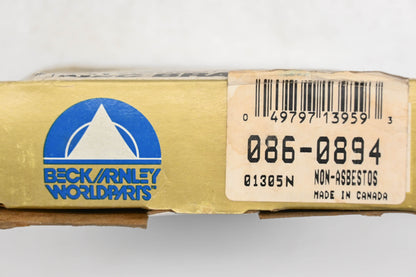 0 49797 13959 3
086-0894
01305N NON-ASBESTOS
MADE IN CANADA
BECK/ARNLEY
WORLDPARTS